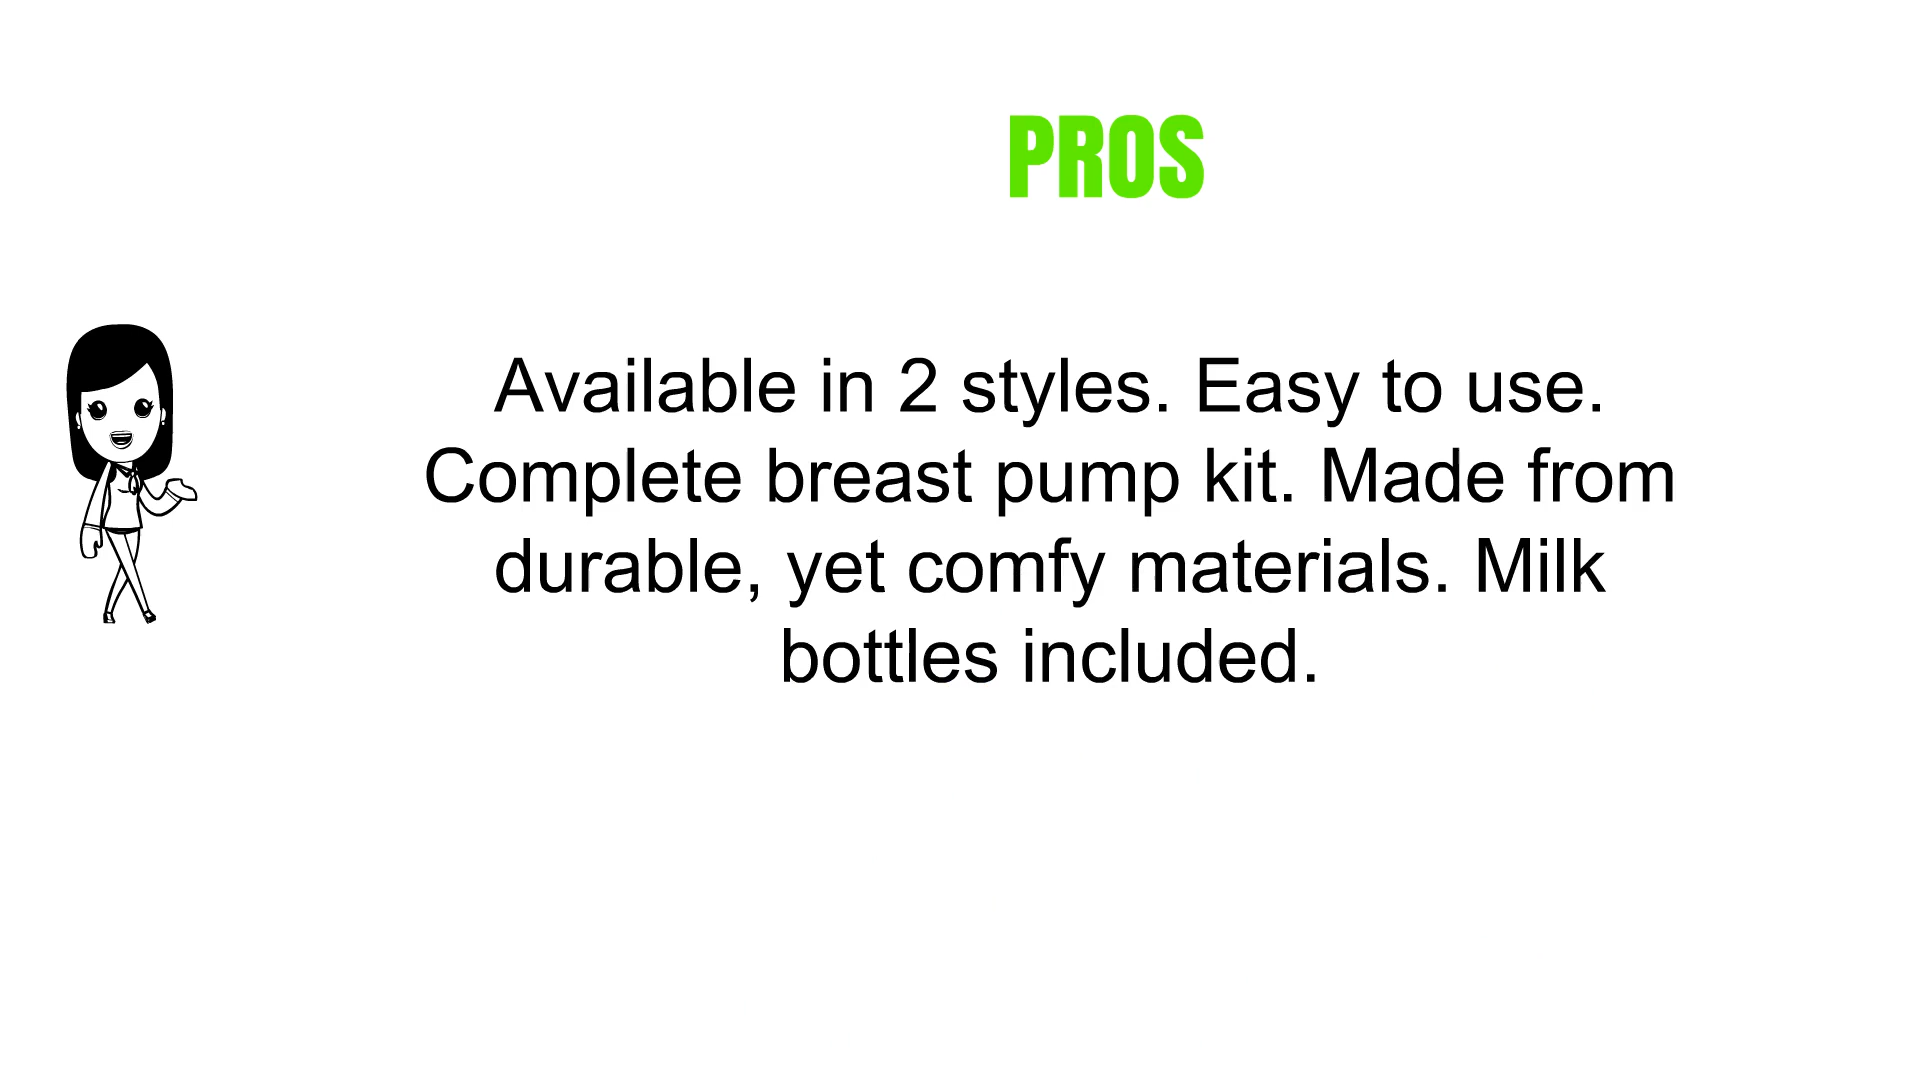 PROS
Available in 2 styles. Easy to use.
Complete breast pump kit. Made from
durable, yet comfy materials. Milk
bottles included.